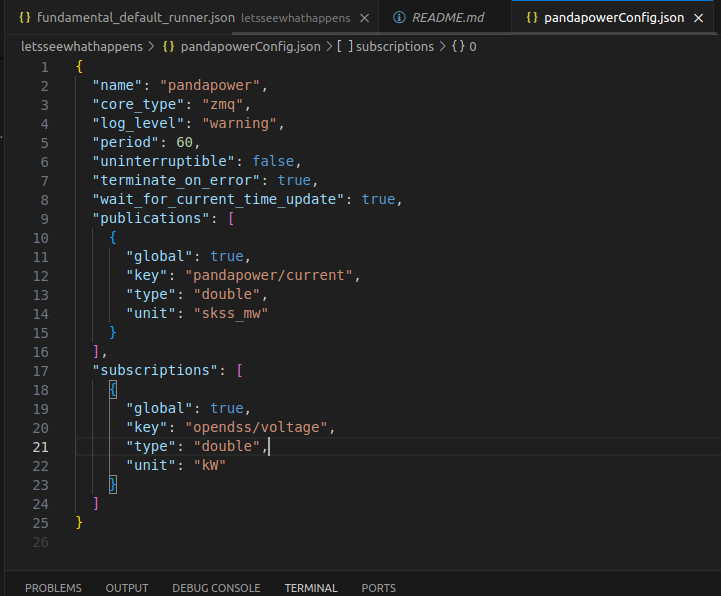 {} fundamental_default_runner.json letsseewhathappens × ⓘ README.md {} pandapowerConfig.json ×
letsseewhathappens > {} pandapowerConfig.json > [ ] subscriptions > {} 0
1 {
2 "name": "pandapower",
3 "core_type": "zmq",
4 "log_level": "warning",
5 "period": 60,
6 "uninterruptible": false,
7 "terminate_on_error": true,
8 "wait_for_current_time_update": true,
9 "publications": [
10 {
11 "global": true,
12 "key": "pandapower/current",
13 "type": "double",
14 "unit": "skss_mw"
15 }
16 ],
17 "subscriptions": [
18 {
19 "global": true,
20 "key": "opendss/voltage",
21 "type": "double",
22 "unit": "kW"
23 }
24 ]
25 }
26
PROBLEMS OUTPUT DEBUG CONSOLE TERMINAL PORTS